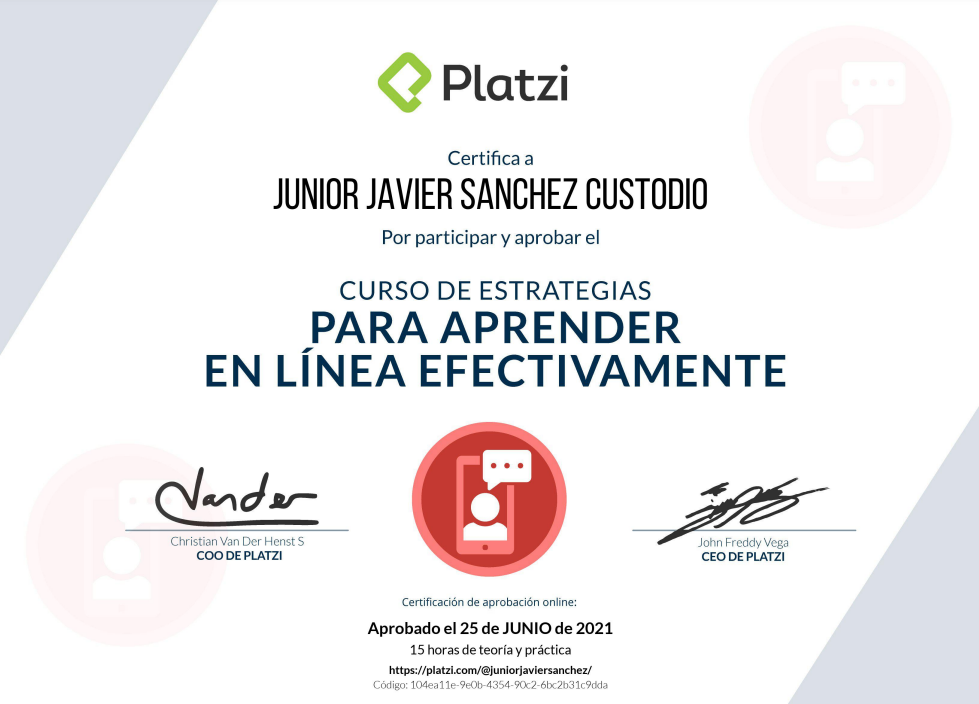 Platzi
Certifica a
JUNIOR JAVIER SANCHEZ CUSTODIO
Por participar y aprobar el
CURSO DE ESTRATEGIAS
PARA APRENDER
EN LÍNEA EFECTIVAMENTE
Vander
Christian Van Der Henst S
COO DE PLATZI
John Freddy Vega
CEO DE PLATZI
Certificación de aprobación online:
Aprobado el 25 de JUNIO de 2021
15 horas de teoría y práctica
https://platzi.com/@juniorjaviersanchez/
Código: 104ea11e-9e0b-4354-90c2-6bc2b31c9dda